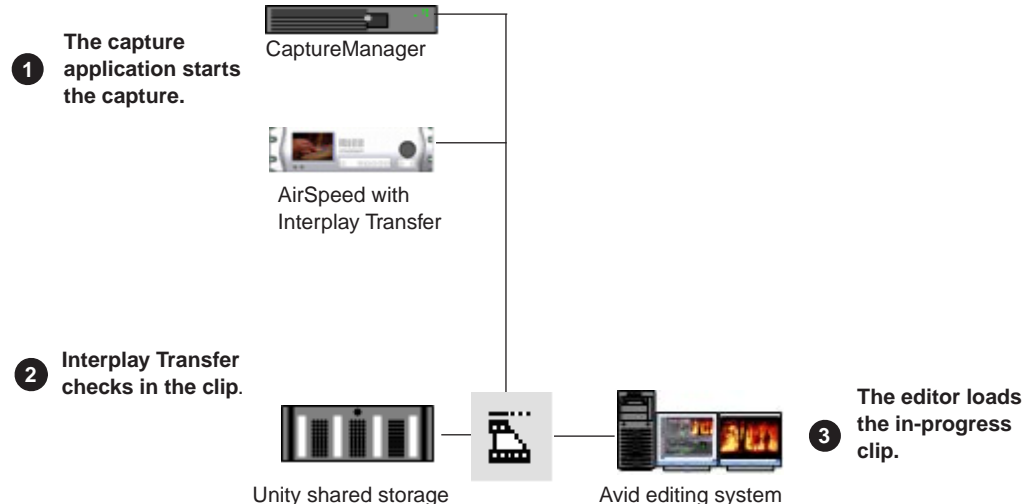 CaptureManager
1
The capture
application starts
the capture.
AirSpeed with
Interplay Transfer
2
Interplay Transfer
checks in the clip.
3
The editor loads
the in-progress
clip.
Unity shared storage
Avid editing system